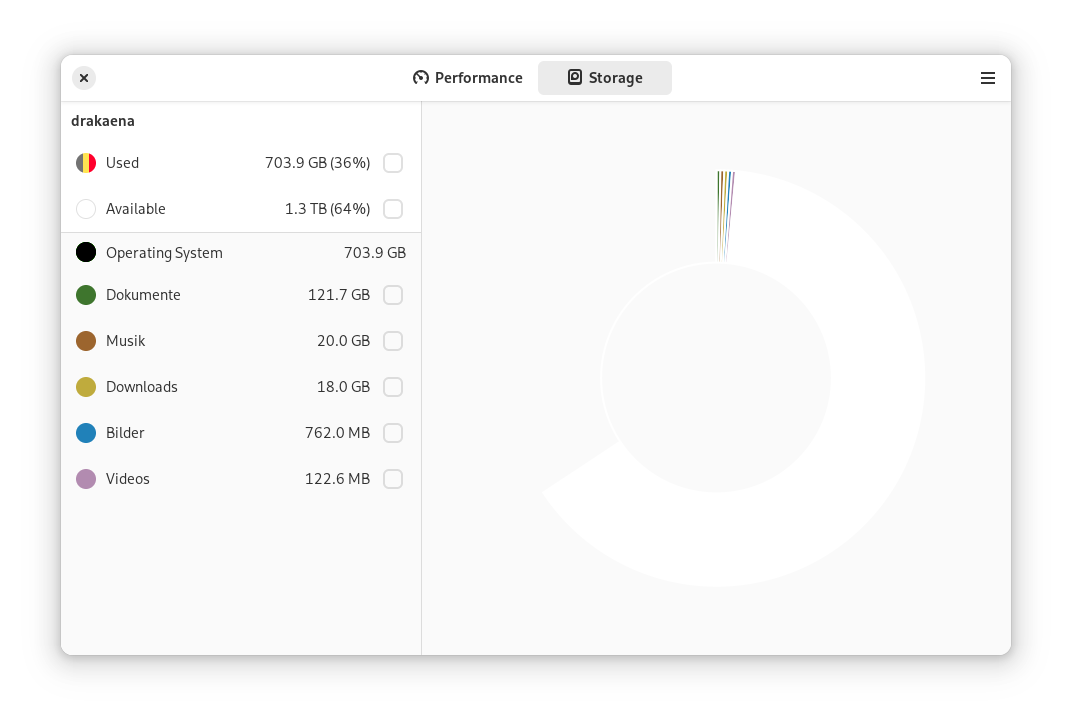 Performance
Storage
drakaena
Used 703.9 GB (36%)
Available 1.3 TB (64%)
Operating System 703.9 GB
Dokumente 121.7 GB
Musik 20.0 GB
Downloads 18.0 GB
Bilder 762.0 MB
Videos 122.6 MB